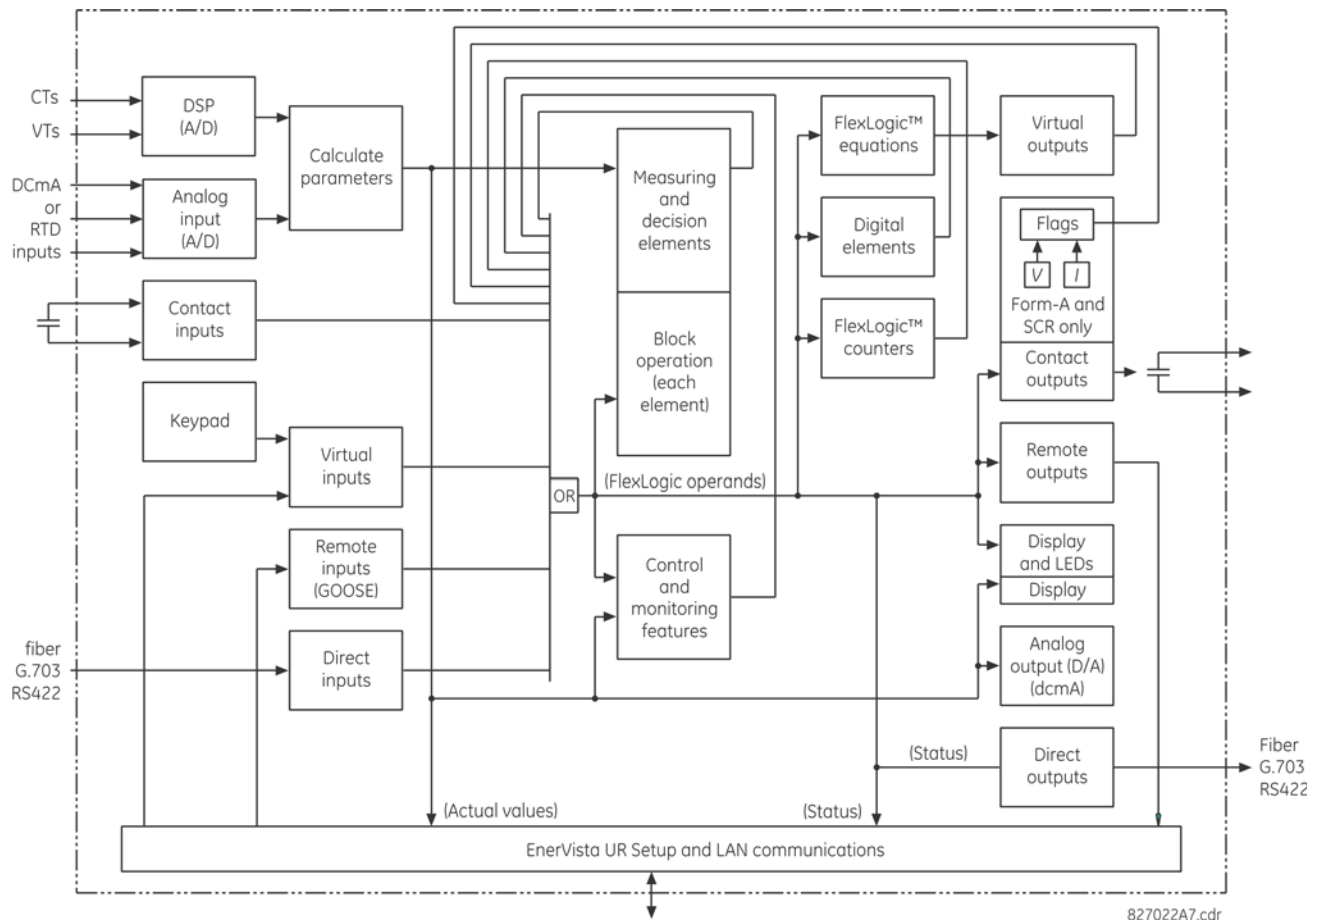 CTs
VTs
DCmA
or
RTD
inputs
DSP
(A/D)
Analog
input
(A/D)
Calculate
parameters
Contact
inputs
Keypad
Virtual
inputs
Remote
inputs
(GOOSE)
fiber
G.703
RS422
Direct
inputs
OR
(FlexLogic operands)
Measuring
and
decision
elements
Block
operation
(each
element)
Control
and
monitoring
features
FlexLogic™
equations
Digital
elements
FlexLogic™
counters
Virtual
outputs
Flags
V
I
Form-A and
SCR only
Contact
outputs
Remote
outputs
Display
and LEDs
Display
Analog
output (D/A)
(dcmA)
(Status)
Direct
outputs
Fiber
G.703
RS422
(Actual values)
(Status)
EnerVista UR Setup and LAN communications
827022A7.cdr